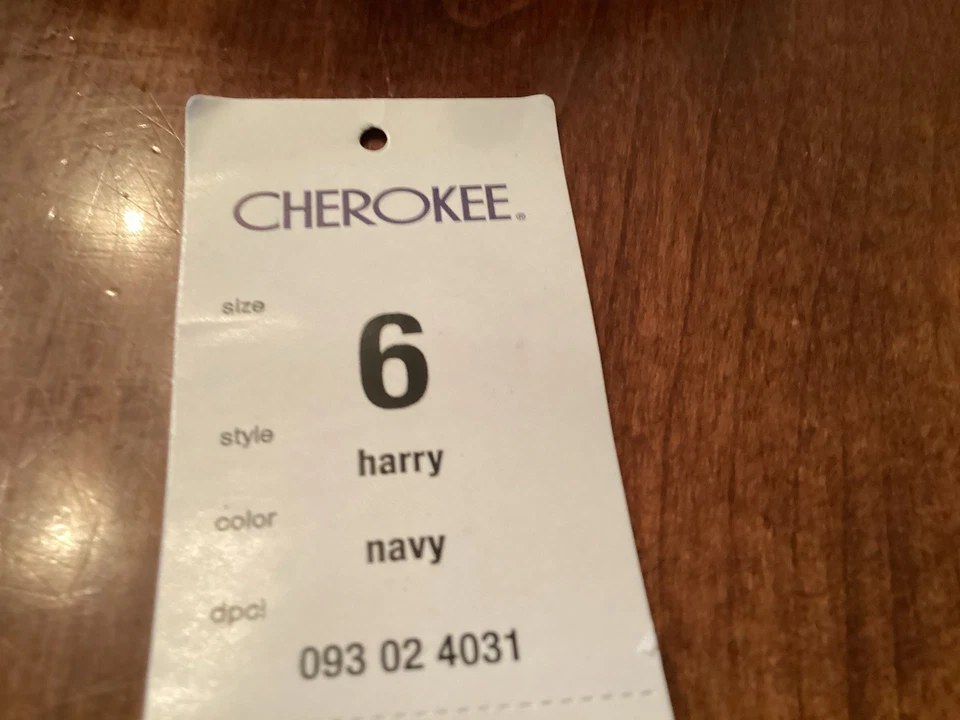 CHEROKEE®
size
6
style
harry
color
navy
dpci
093 02 4031